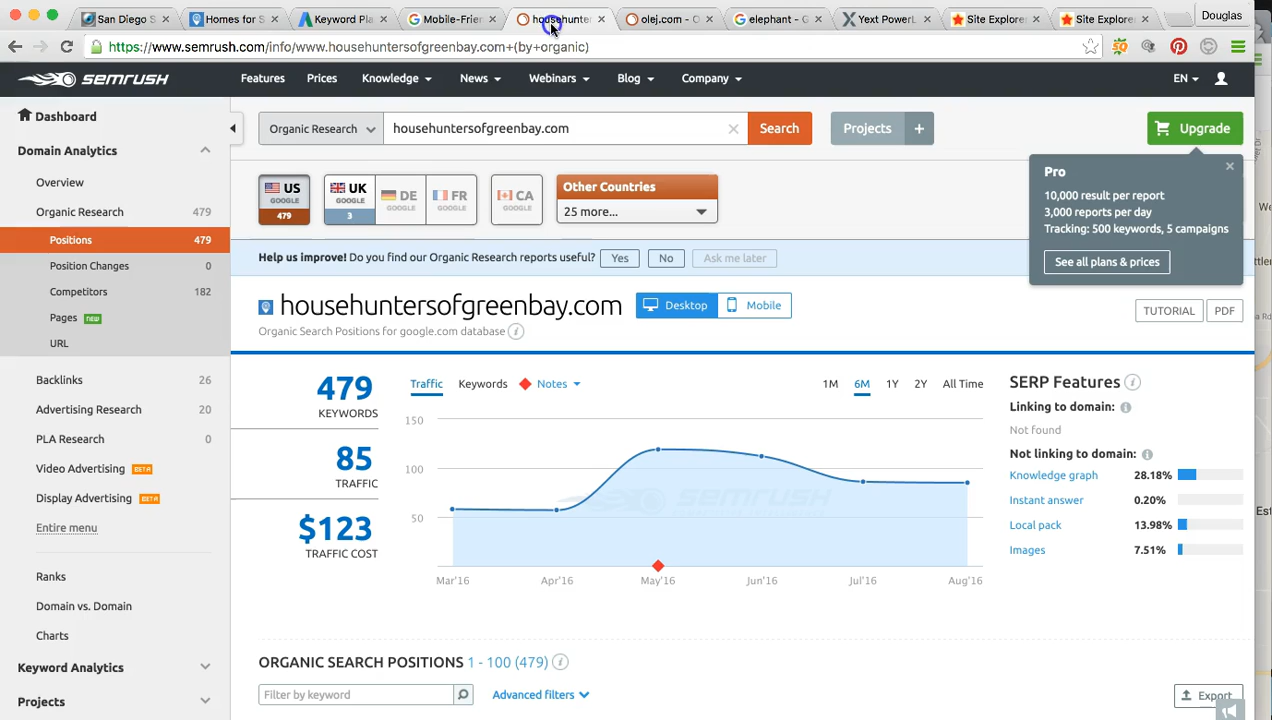 San Diego S
Homes for S
Keyword Pla
Mobile-Frien
househunte
olej.com - O
elephant - G
Yext PowerL
Site Explorer
Site Explorer
Douglas
https://www.semrush.com/info/www.househuntersofgreenbay.com+(by+organic)
SEMRUSH
Features
Prices
Knowledge
News
Webinars
Blog
Company
EN
Dashboard
Domain Analytics
Overview
Organic Research 479
Positions 479
Position Changes 0
Competitors 182
Pages new
URL
Backlinks 26
Advertising Research 20
PLA Research 0
Video Advertising BETA
Display Advertising BETA
Entire menu
Ranks
Domain vs. Domain
Charts
Keyword Analytics
Projects
Organic Research
househuntersofgreenbay.com
Search
Projects +
Upgrade
Pro
10,000 result per report
3,000 reports per day
Tracking: 500 keywords, 5 campaigns
See all plans & prices
US
GOOGLE
479
UK
GOOGLE
3
DE
GOOGLE
FR
GOOGLE
CA
GOOGLE
Other Countries
25 more...
Help us improve! Do you find our Organic Research reports useful? Yes No Ask me later
househuntersofgreenbay.com
Desktop
Mobile
TUTORIAL
PDF
Organic Search Positions for google.com database
479
KEYWORDS
85
TRAFFIC
$123
TRAFFIC COST
Traffic
Keywords
Notes
1M
6M
1Y
2Y
All Time
150
100
50
SEMRUSH
Mar'16
Apr'16
May'16
Jun'16
Jul'16
Aug'16
SERP Features
Linking to domain:
Not found
Not linking to domain:
Knowledge graph 28.18%
Instant answer 0.20%
Local pack 13.98%
Images 7.51%
ORGANIC SEARCH POSITIONS 1 - 100 (479)
Filter by keyword
Advanced filters
Export